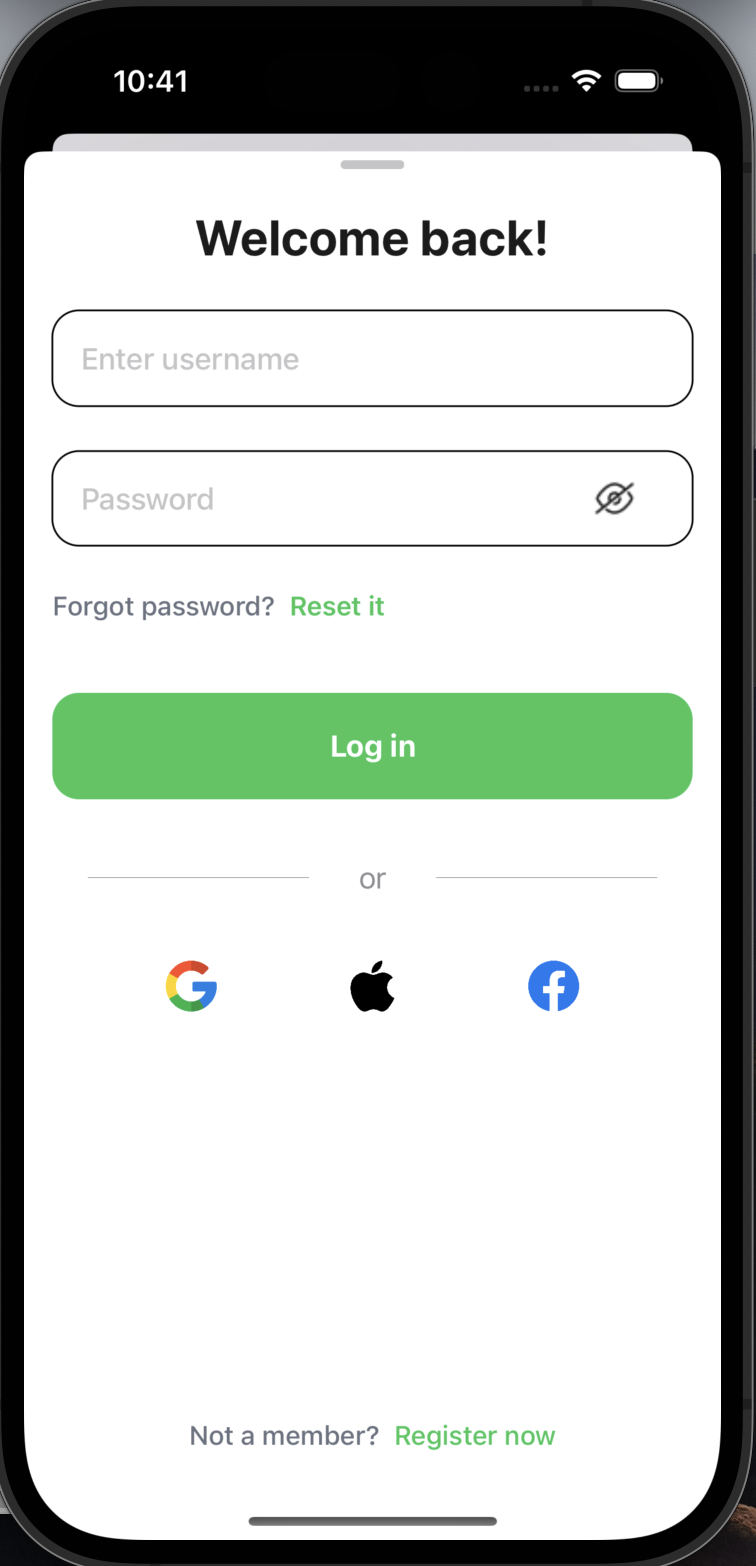 10:41
Welcome back!
Enter username
Password
Forgot password? Reset it
Log in
or
Not a member? Register now